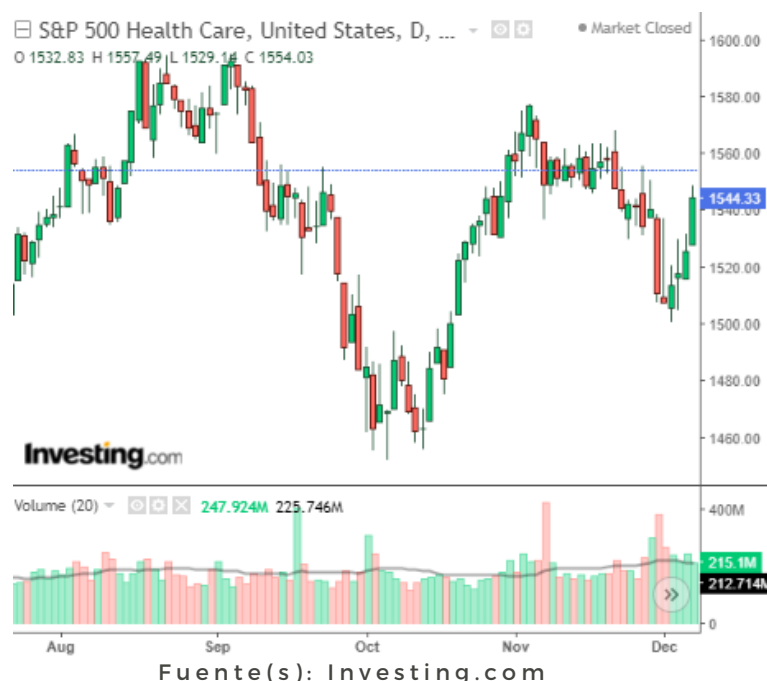 S&P 500 Health Care, United States, D, ...
Market Closed
O 1532.83 H 1557.49 L 1529.14 C 1554.03
1600.00
1580.00
1560.00
1544.33
1540.00
1520.00
1500.00
1480.00
1460.00
Investing.com
Volume (20) 247.924M 225.746M
400M
215.1M
212.714M
0
Aug Sep Oct Nov Dec
Fuente(s): Investing.com